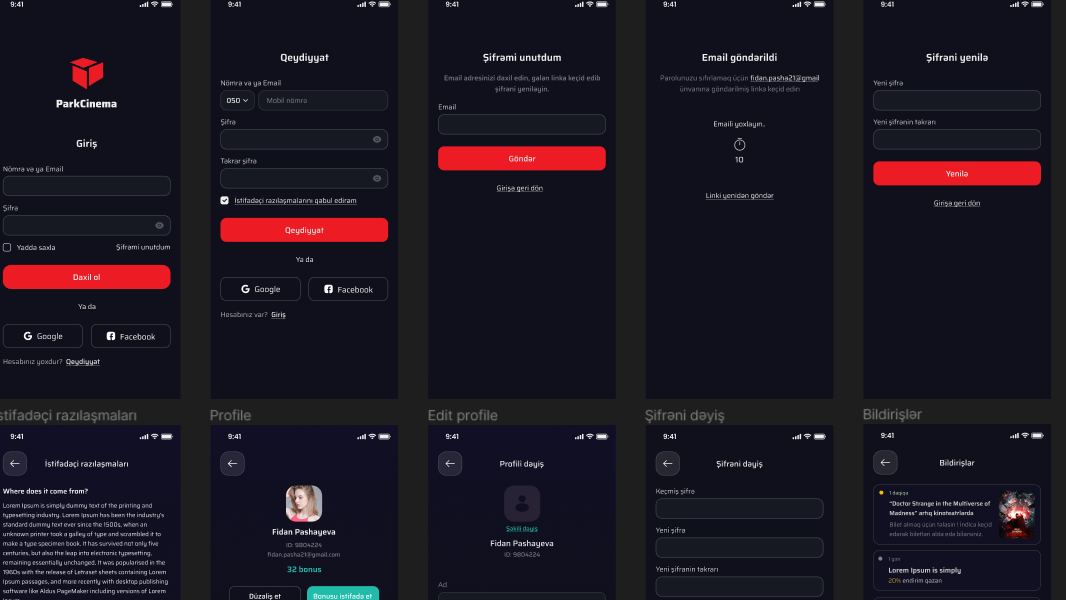 9:41
ParkCinema
Giriş
Nömrə və ya Email
Şifrə
Yadda saxla
Şifrəmi unutdum
Daxil ol
Ya da
Google
Facebook
Hesabınız yoxdur? Qeydiyyat
9:41
Qeydiyyat
Nömrə və ya Email
050
Mobil nömrə
Şifrə
Təkrar şifrə
İstifadəçi razılaşmalarını qəbul edirəm
Qeydiyyat
Ya da
Google
Facebook
Hesabınız var? Giriş
9:41
Şifrəmi unutdum
Email adresinizi daxil edin, gələn linkə keçid edib
şifrəni yeniləyin.
Email
Göndər
Girişə geri dön
9:41
Email göndərildi
Parolunuzu sıfırlamaq üçün fidan.pasha21@gmail
ünvanına göndərilmiş linkə keçid edin
Emaili yoxlayın..
10
Linki yenidən göndər
9:41
Şifrəni yenilə
Yeni şifrə
Yeni şifrənin təkrarı
Yenilə
Girişə geri dön
stifadəçi razılaşmaları
9:41
İstifadəçi razılaşmaları
Where does it come from?
Lorem Ipsum is simply dummy text of the printing and
typesetting industry. Lorem Ipsum has been the industry's
standard dummy text ever since the 1500s, when an
unknown printer took a galley of type and scrambled it to
make a type specimen book. It has survived not only five
centuries, but also the leap into electronic typesetting,
remaining essentially unchanged. It was popularised in the
1960s with the release of Letraset sheets containing Lorem
Ipsum passages, and more recently with desktop publishing
software like Aldus PageMaker including versions of Lorem
Profile
9:41
Fidan Pashayeva
ID: 9804224
fidan.pasha21@gmail.com
32 bonus
Düzəliş et
Bonusu istifadə et
Edit profile
9:41
Profili dəyiş
Şəkili dəyiş
Fidan Pashayeva
ID: 9804224
Ad
Şifrəni dəyiş
9:41
Şifrəni dəyiş
Keçmiş şifrə
Yeni şifrə
Yeni şifrənin təkrarı
Bildirişlər
9:41
Bildirişlər
1 dəqiqə
"Doctor Strange in the Multiverse of
Madness" artıq kinoteatrlarda
Bilet almaq üçün tələsin ! İndicə keçid
edərək biletləri əldə edə bilərsiniz.
1 gün
Lorem Ipsum is simply
20% endirim qazan